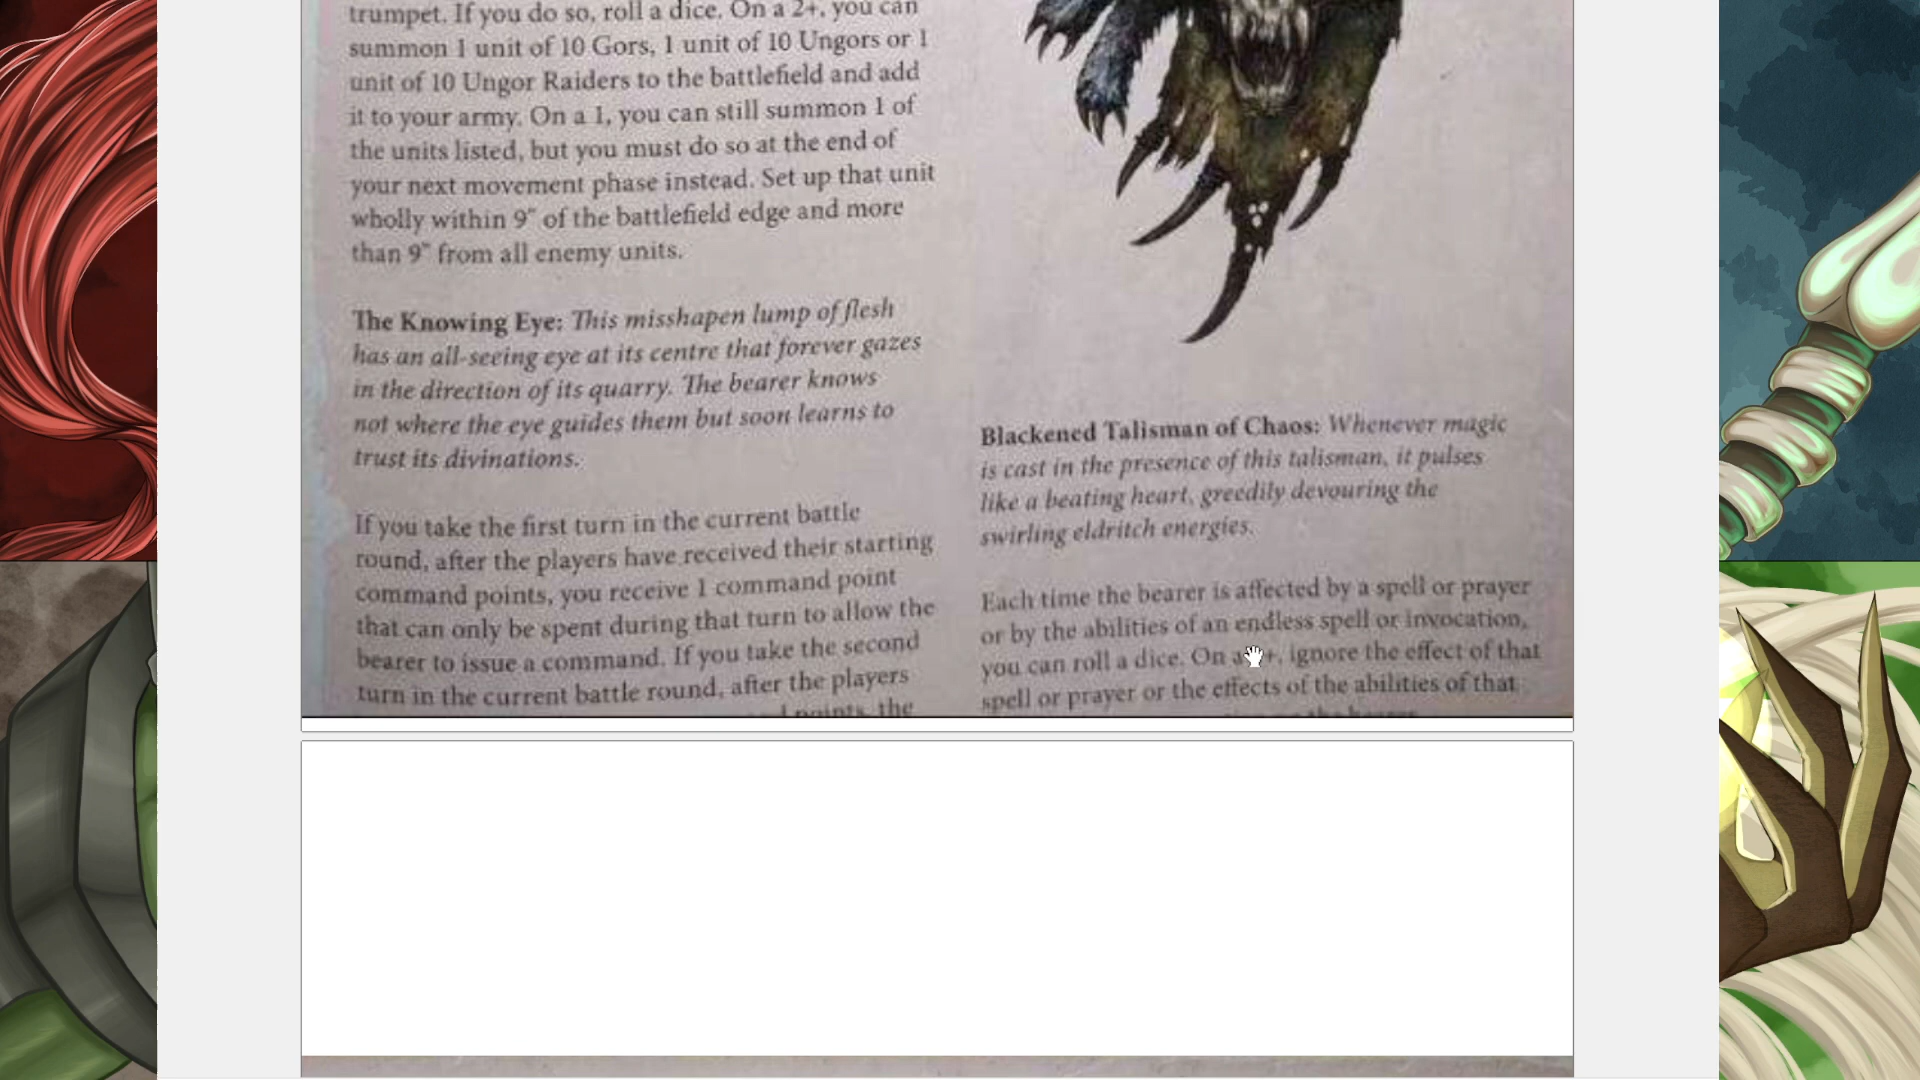 trumpet. If you do so, roll a dice. On a 2+, you can
summon 1 unit of 10 Gors, 1 unit of 10 Ungors or 1
unit of 10 Ungor Raiders to the battlefield and add
it to your army. On a 1, you can still summon 1 of
the units listed, but you must do so at the end of
your next movement phase instead. Set up that unit
wholly within 9" of the battlefield edge and more
than 9" from all enemy units.
The Knowing Eye: This misshapen lump of flesh
has an all-seeing eye at its centre that forever gazes
in the direction of its quarry. The bearer knows
not where the eye guides them but soon learns to
trust its divinations.
If you take the first turn in the current battle
round, after the players have received their starting
command points, you receive 1 command point
that can only be spent during that turn to allow the
bearer to issue a command. If you take the second
turn in the current battle round, after the players
points, the
Blackened Talisman of Chaos: Whenever magic
is cast in the presence of this talisman, it pulses
like a beating heart, greedily devouring the
swirling eldritch energies.
Each time the bearer is affected by a spell or prayer
or by the abilities of an endless spell or invocation,
you can roll a dice. On a +, ignore the effect of that
spell or prayer or the effects of the abilities of that
the bearer.